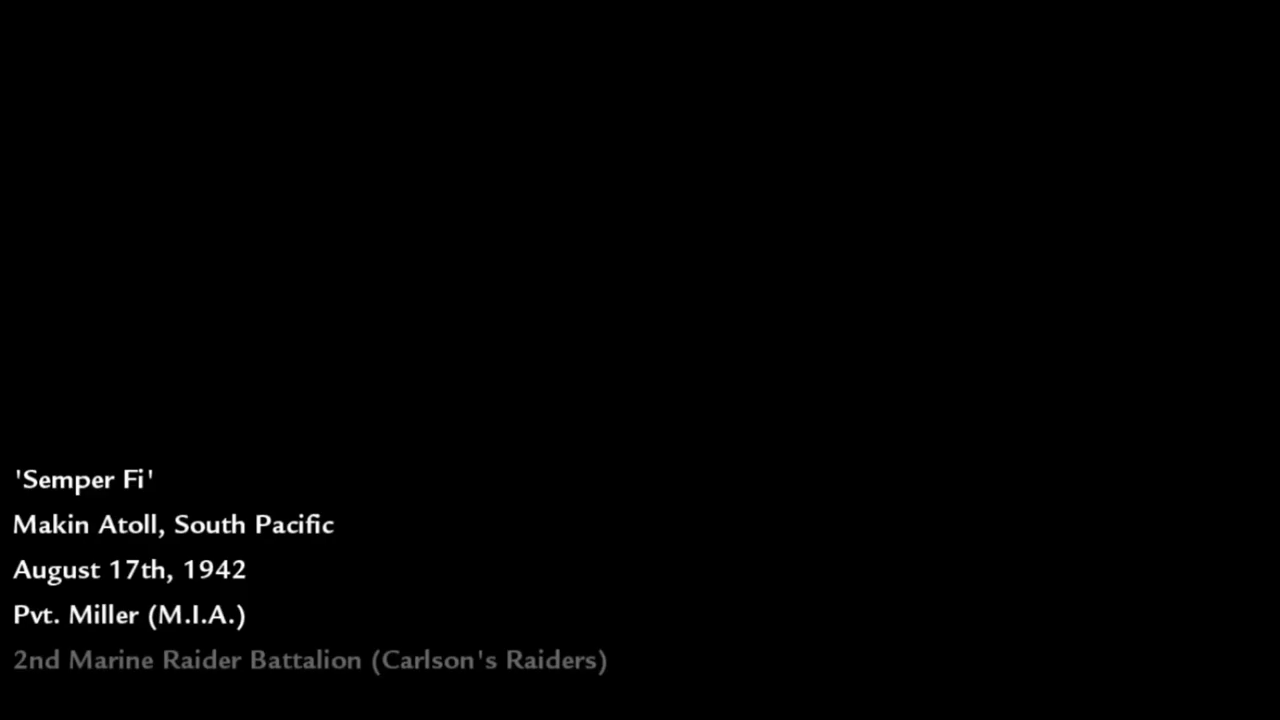 'Semper Fi'
Makin Atoll, South Pacific
August 17th, 1942
Pvt. Miller (M.I.A.)
2nd Marine Raider Battalion (Carlson's Raiders)